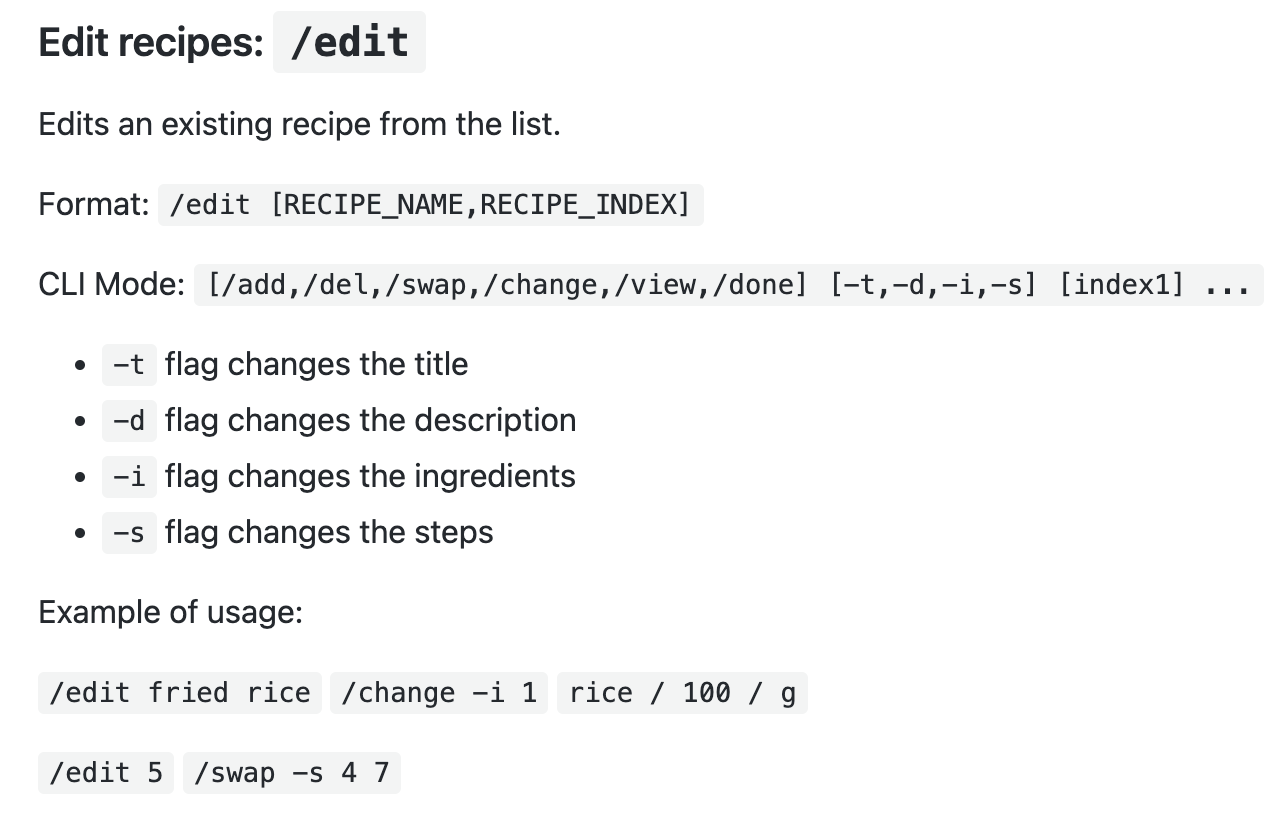 Edit recipes: /edit
Edits an existing recipe from the list.
Format: /edit [RECIPE_NAME,RECIPE_INDEX]
CLI Mode: [/add,/del,/swap,/change,/view,/done] [-t,-d,-i,-s] [index1] ...
• -t flag changes the title
• -d flag changes the description
• -i flag changes the ingredients
• -s flag changes the steps
Example of usage:
/edit fried rice /change -i 1 rice / 100 / g
/edit 5 /swap -s 4 7